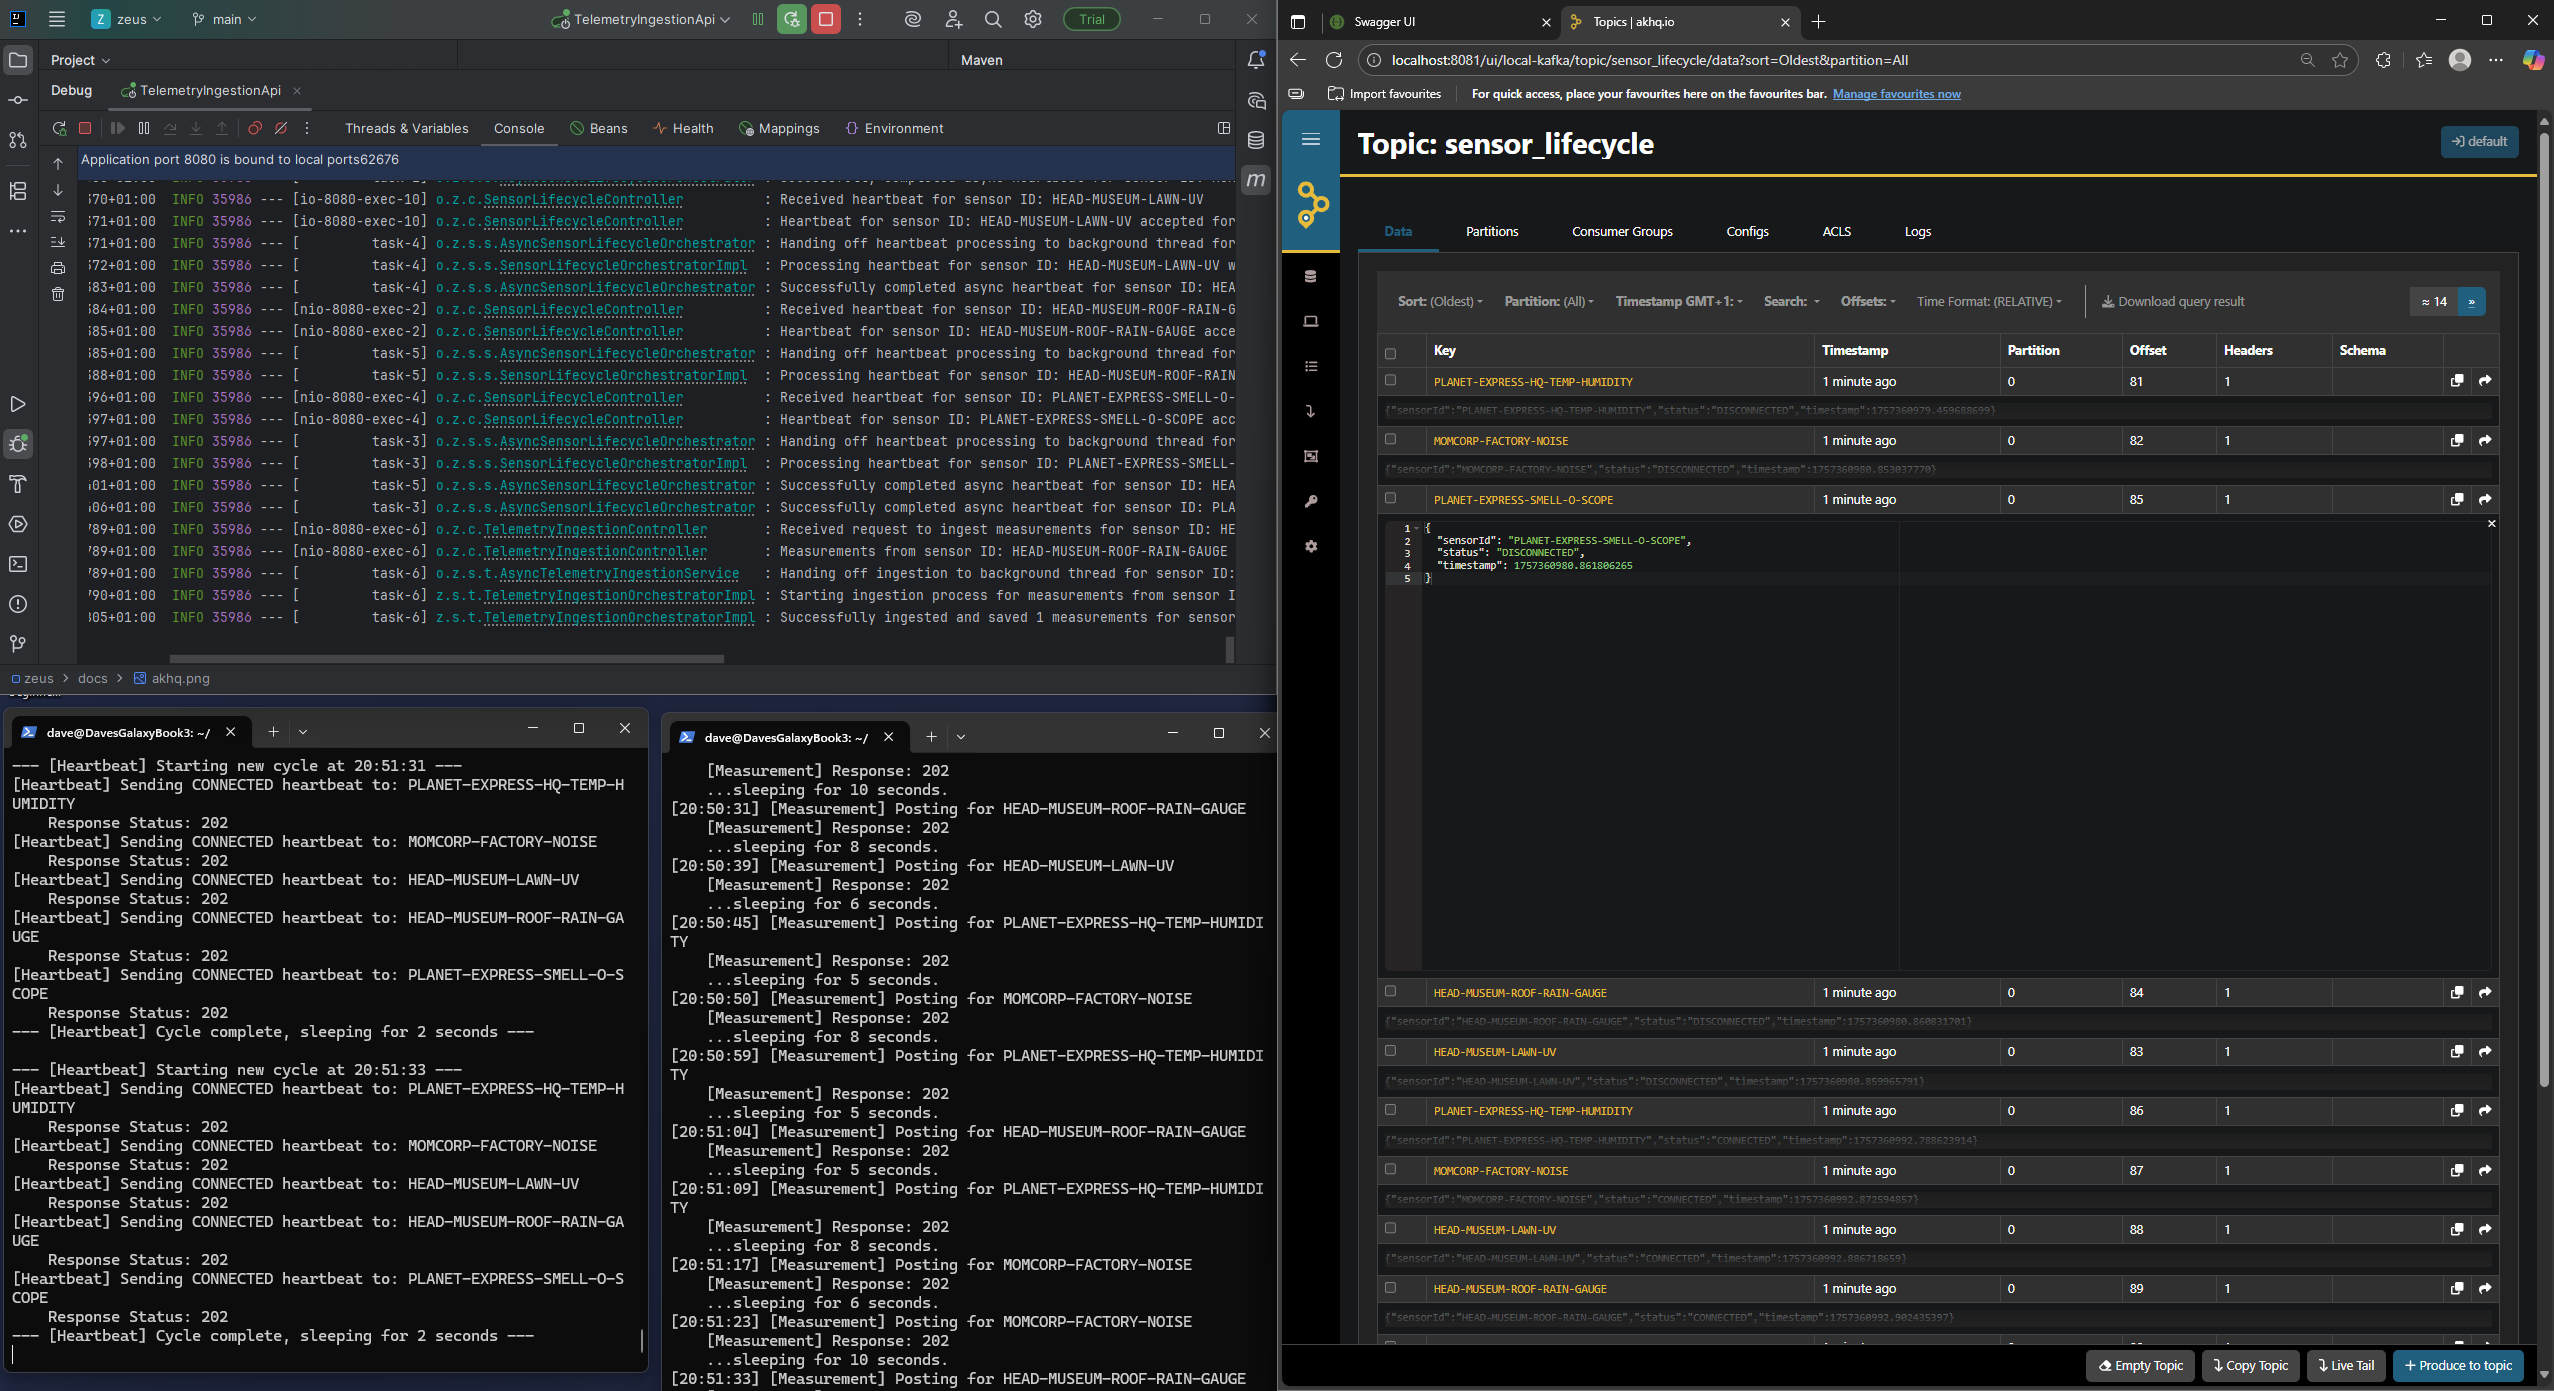 Z zeus
main
TelemetryIngestionApi
Trial
Project
Maven
Debug
TelemetryIngestionApi
Threads & Variables
Console
Beans
Health
Mappings
Environment
Application port 8080 is bound to local ports62676
570+01:00 INFO 35986 --- [io-8080-exec-10] o.z.c.SensorLifecycleController : Received heartbeat for sensor ID: HEAD-MUSEUM-LAWN-UV
571+01:00 INFO 35986 --- [io-8080-exec-10] o.z.c.SensorLifecycleController : Heartbeat for sensor ID: HEAD-MUSEUM-LAWN-UV accepted for
571+01:00 INFO 35986 --- [ task-4] o.z.s.s.AsyncSensorLifecycleOrchestrator : Handing off heartbeat processing to background thread for
572+01:00 INFO 35986 --- [ task-4] o.z.s.s.SensorLifecycleOrchestratorImpl : Processing heartbeat for sensor ID: HEAD-MUSEUM-LAWN-UV w
583+01:00 INFO 35986 --- [ task-4] o.z.s.s.AsyncSensorLifecycleOrchestrator : Successfully completed async heartbeat for sensor ID: HEA
584+01:00 INFO 35986 --- [nio-8080-exec-2] o.z.c.SensorLifecycleController : Received heartbeat for sensor ID: HEAD-MUSEUM-ROOF-RAIN-G
585+01:00 INFO 35986 --- [nio-8080-exec-2] o.z.c.SensorLifecycleController : Heartbeat for sensor ID: HEAD-MUSEUM-ROOF-RAIN-GAUGE acce
585+01:00 INFO 35986 --- [ task-5] o.z.s.s.AsyncSensorLifecycleOrchestrator : Handing off heartbeat processing to background thread for
588+01:00 INFO 35986 --- [ task-5] o.z.s.s.SensorLifecycleOrchestratorImpl : Processing heartbeat for sensor ID: HEAD-MUSEUM-ROOF-RAIN
596+01:00 INFO 35986 --- [nio-8080-exec-4] o.z.c.SensorLifecycleController : Received heartbeat for sensor ID: PLANET-EXPRESS-SMELL-O-
597+01:00 INFO 35986 --- [nio-8080-exec-4] o.z.c.SensorLifecycleController : Heartbeat for sensor ID: PLANET-EXPRESS-SMELL-O-SCOPE acc
597+01:00 INFO 35986 --- [ task-3] o.z.s.s.AsyncSensorLifecycleOrchestrator : Handing off heartbeat processing to background thread for
598+01:00 INFO 35986 --- [ task-3] o.z.s.s.SensorLifecycleOrchestratorImpl : Processing heartbeat for sensor ID: PLANET-EXPRESS-SMELL-
601+01:00 INFO 35986 --- [ task-5] o.z.s.s.AsyncSensorLifecycleOrchestrator : Successfully completed async heartbeat for sensor ID: HEA
606+01:00 INFO 35986 --- [ task-3] o.z.s.s.AsyncSensorLifecycleOrchestrator : Successfully completed async heartbeat for sensor ID: PLA
789+01:00 INFO 35986 --- [nio-8080-exec-6] o.z.c.TelemetryIngestionController : Received request to ingest measurements for sensor ID: HE
789+01:00 INFO 35986 --- [nio-8080-exec-6] o.z.c.TelemetryIngestionController : Measurements from sensor ID: HEAD-MUSEUM-ROOF-RAIN-GAUGE
789+01:00 INFO 35986 --- [ task-6] o.z.s.t.AsyncTelemetryIngestionService : Handing off ingestion to background thread for sensor ID:
790+01:00 INFO 35986 --- [ task-6] z.s.t.TelemetryIngestionOrchestratorImpl : Starting ingestion process for measurements from sensor I
805+01:00 INFO 35986 --- [ task-6] z.s.t.TelemetryIngestionOrchestratorImpl : Successfully ingested and saved 1 measurements for sensor
zeus > docs > akhq.png
dave@DavesGalaxyBook3: ~/
--- [Heartbeat] Starting new cycle at 20:51:31 ---
[Heartbeat] Sending CONNECTED heartbeat to: PLANET-EXPRESS-HQ-TEMP-H
UMIDITY
Response Status: 202
[Heartbeat] Sending CONNECTED heartbeat to: MOMCORP-FACTORY-NOISE
Response Status: 202
[Heartbeat] Sending CONNECTED heartbeat to: HEAD-MUSEUM-LAWN-UV
Response Status: 202
[Heartbeat] Sending CONNECTED heartbeat to: HEAD-MUSEUM-ROOF-RAIN-GA
UGE
Response Status: 202
[Heartbeat] Sending CONNECTED heartbeat to: PLANET-EXPRESS-SMELL-O-S
COPE
Response Status: 202
--- [Heartbeat] Cycle complete, sleeping for 2 seconds ---
--- [Heartbeat] Starting new cycle at 20:51:33 ---
[Heartbeat] Sending CONNECTED heartbeat to: PLANET-EXPRESS-HQ-TEMP-H
UMIDITY
Response Status: 202
[Heartbeat] Sending CONNECTED heartbeat to: MOMCORP-FACTORY-NOISE
Response Status: 202
[Heartbeat] Sending CONNECTED heartbeat to: HEAD-MUSEUM-LAWN-UV
Response Status: 202
[Heartbeat] Sending CONNECTED heartbeat to: HEAD-MUSEUM-ROOF-RAIN-GA
UGE
Response Status: 202
[Heartbeat] Sending CONNECTED heartbeat to: PLANET-EXPRESS-SMELL-O-S
COPE
Response Status: 202
--- [Heartbeat] Cycle complete, sleeping for 2 seconds ---
dave@DavesGalaxyBook3: ~/
[Measurement] Response: 202
...sleeping for 10 seconds.
[20:50:31] [Measurement] Posting for HEAD-MUSEUM-ROOF-RAIN-GAUGE
[Measurement] Response: 202
...sleeping for 8 seconds.
[20:50:39] [Measurement] Posting for HEAD-MUSEUM-LAWN-UV
[Measurement] Response: 202
...sleeping for 6 seconds.
[20:50:45] [Measurement] Posting for PLANET-EXPRESS-HQ-TEMP-HUMIDI
TY
[Measurement] Response: 202
...sleeping for 5 seconds.
[20:50:50] [Measurement] Posting for MOMCORP-FACTORY-NOISE
[Measurement] Response: 202
...sleeping for 8 seconds.
[20:50:59] [Measurement] Posting for PLANET-EXPRESS-HQ-TEMP-HUMIDI
TY
[Measurement] Response: 202
...sleeping for 5 seconds.
[20:51:04] [Measurement] Posting for HEAD-MUSEUM-ROOF-RAIN-GAUGE
[Measurement] Response: 202
...sleeping for 5 seconds.
[20:51:09] [Measurement] Posting for PLANET-EXPRESS-HQ-TEMP-HUMIDI
TY
[Measurement] Response: 202
...sleeping for 8 seconds.
[20:51:17] [Measurement] Posting for MOMCORP-FACTORY-NOISE
[Measurement] Response: 202
...sleeping for 6 seconds.
[20:51:23] [Measurement] Posting for MOMCORP-FACTORY-NOISE
[Measurement] Response: 202
...sleeping for 10 seconds.
[20:51:33] [Measurement] Posting for HEAD-MUSEUM-ROOF-RAIN-GAUGE
Swagger UI
Topics | akhq.io
localhost:8081/ui/local-kafka/topic/sensor_lifecycle/data?sort=Oldest&partition=All
Import favourites
For quick access, place your favourites here on the favourites bar. Manage favourites now
Topic: sensor_lifecycle
default
Data
Partitions
Consumer Groups
Configs
ACLS
Logs
Sort: (Oldest)
Partition: (All)
Timestamp GMT+1:
Search:
Offsets:
Time Format: (RELATIVE)
Download query result
≈ 14 »
Key Timestamp Partition Offset Headers Schema
PLANET-EXPRESS-HQ-TEMP-HUMIDITY 1 minute ago 0 81 1
{"sensorId":"PLANET-EXPRESS-HQ-TEMP-HUMIDITY","status":"DISCONNECTED","timestamp":1757360979.459688699}
MOMCORP-FACTORY-NOISE 1 minute ago 0 82 1
{"sensorId":"MOMCORP-FACTORY-NOISE","status":"DISCONNECTED","timestamp":1757360980.853037770}
PLANET-EXPRESS-SMELL-O-SCOPE 1 minute ago 0 85 1
1 {
2 "sensorId": "PLANET-EXPRESS-SMELL-O-SCOPE",
3 "status": "DISCONNECTED",
4 "timestamp": 1757360980.861806265
5 }
HEAD-MUSEUM-ROOF-RAIN-GAUGE 1 minute ago 0 84 1
{"sensorId":"HEAD-MUSEUM-ROOF-RAIN-GAUGE","status":"DISCONNECTED","timestamp":1757360980.860831701}
HEAD-MUSEUM-LAWN-UV 1 minute ago 0 83 1
{"sensorId":"HEAD-MUSEUM-LAWN-UV","status":"DISCONNECTED","timestamp":1757360980.859965791}
PLANET-EXPRESS-HQ-TEMP-HUMIDITY 1 minute ago 0 86 1
{"sensorId":"PLANET-EXPRESS-HQ-TEMP-HUMIDITY","status":"CONNECTED","timestamp":1757360992.788623914}
MOMCORP-FACTORY-NOISE 1 minute ago 0 87 1
{"sensorId":"MOMCORP-FACTORY-NOISE","status":"CONNECTED","timestamp":1757360992.872594857}
HEAD-MUSEUM-LAWN-UV 1 minute ago 0 88 1
{"sensorId":"HEAD-MUSEUM-LAWN-UV","status":"CONNECTED","timestamp":1757360992.886718659}
HEAD-MUSEUM-ROOF-RAIN-GAUGE 1 minute ago 0 89 1
{"sensorId":"HEAD-MUSEUM-ROOF-RAIN-GAUGE","status":"CONNECTED","timestamp":1757360992.902435397}
Empty Topic
Copy Topic
Live Tail
Produce to topic